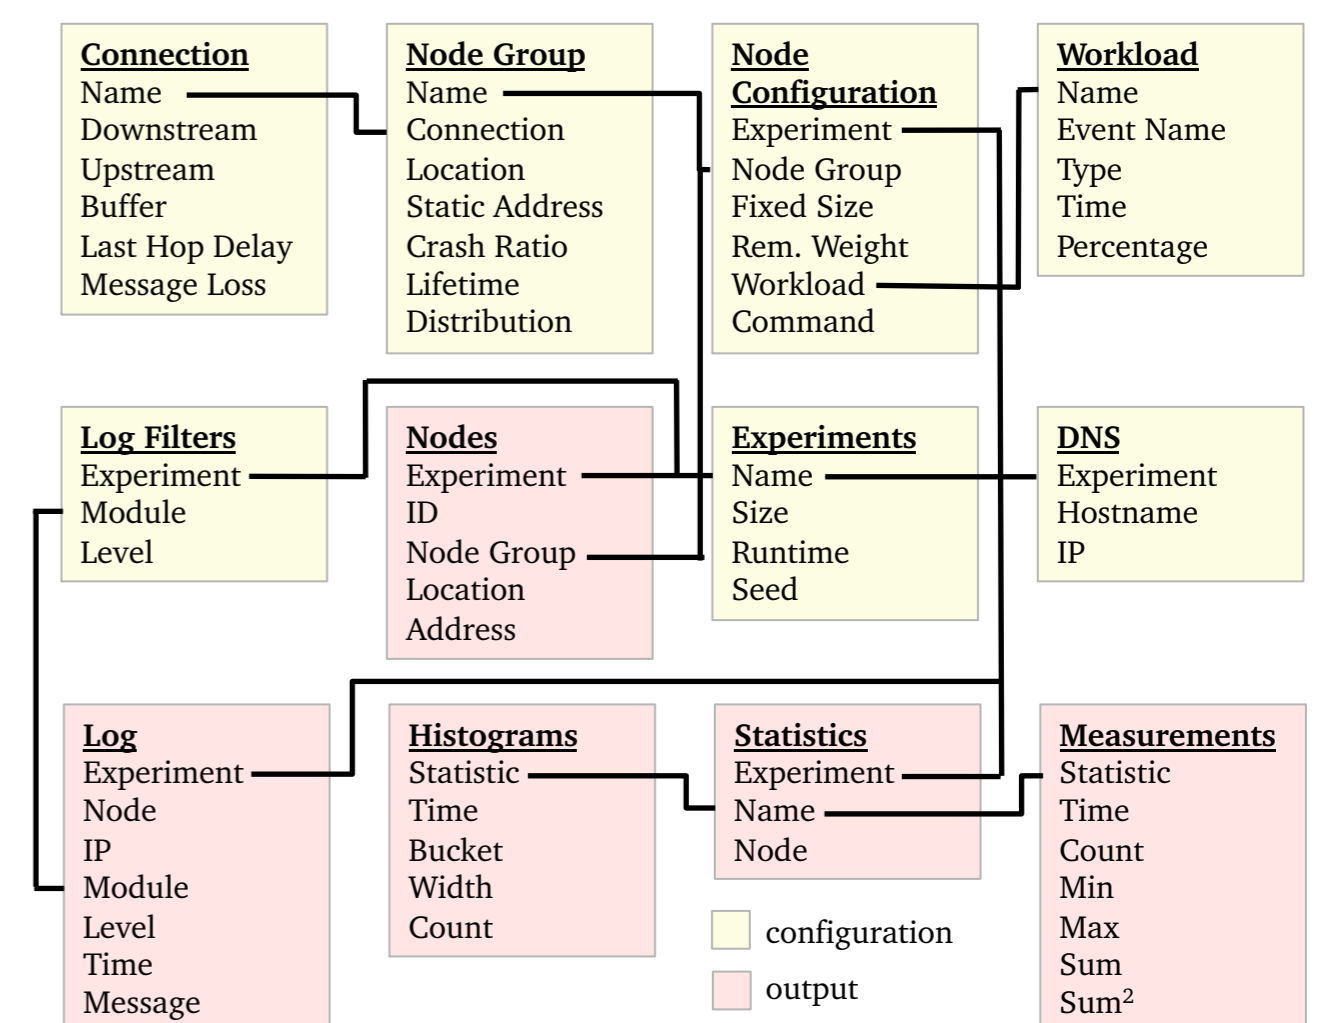 Connection
Name
Downstream
Upstream
Buffer
Last Hop Delay
Message Loss
Node Group
Name
Connection
Location
Static Address
Crash Ratio
Lifetime
Distribution
Node
Configuration
Experiment
Node Group
Fixed Size
Rem. Weight
Workload
Command
Workload
Name
Event Name
Type
Time
Percentage
Log Filters
Experiment
Module
Level
Nodes
Experiment
ID
Node Group
Location
Address
Experiments
Name
Size
Runtime
Seed
DNS
Experiment
Hostname
IP
Log
Experiment
Node
IP
Module
Level
Time
Message
Histograms
Statistic
Time
Bucket
Width
Count
Statistics
Experiment
Name
Node
Measurements
Statistic
Time
Count
Min
Max
Sum
Sum²
configuration
output